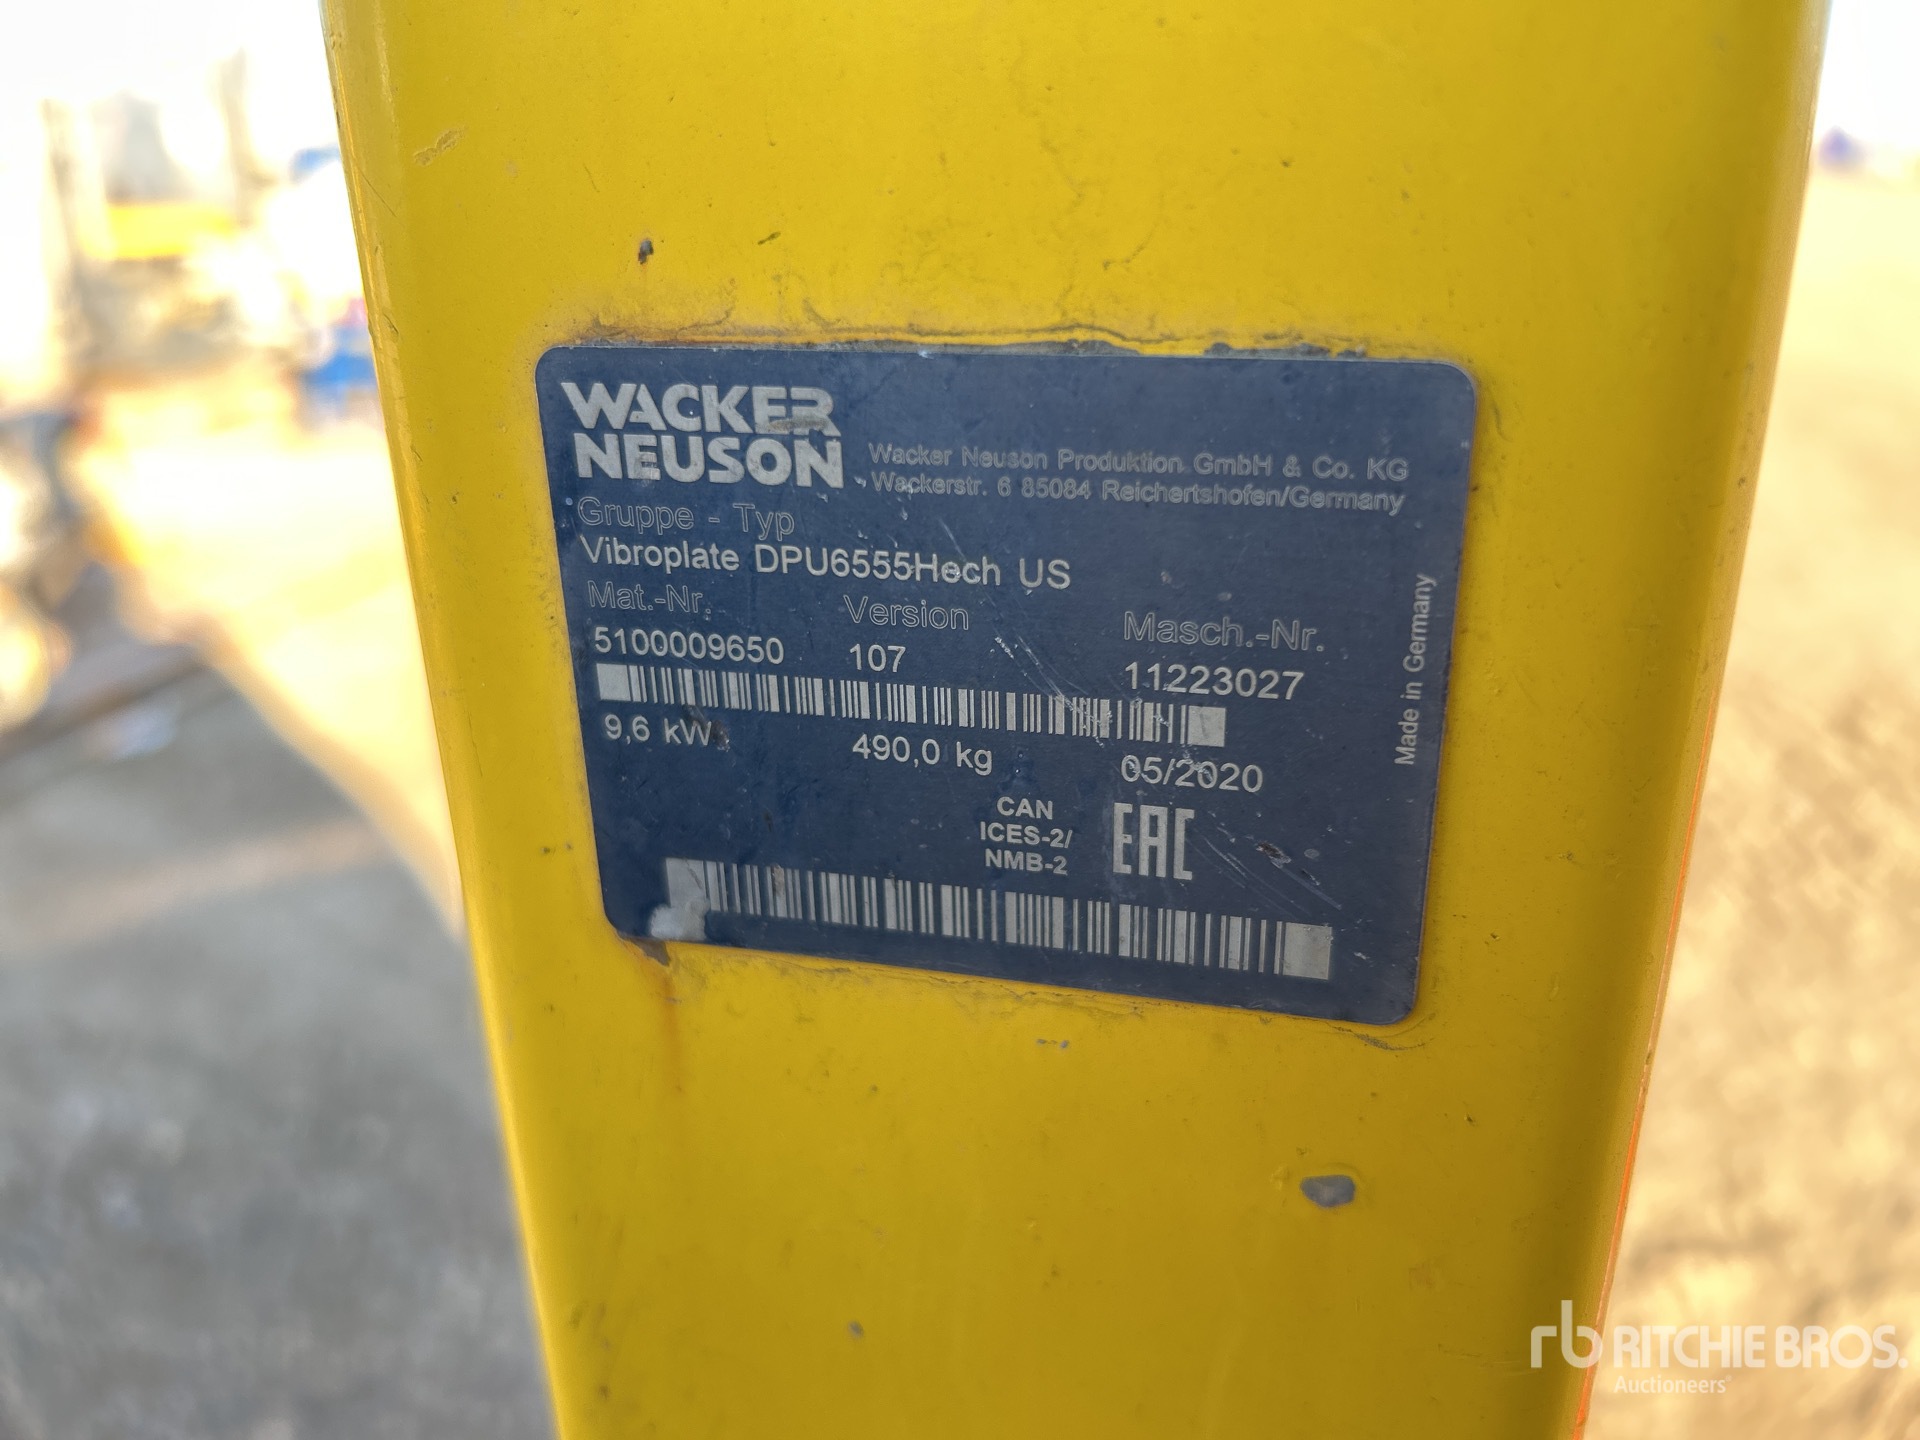 WACKER
NEUSON
Wacker Neuson Produktion GmbH & Co. KG
Wackerstr. 6 85084 Reichertshofen/Germany
Gruppe - Typ
Vibroplate DPU6555Hech US
Mat.-Nr. Version Masch.-Nr.
5100009650 107 11223027
9,6 kW 490,0 kg 05/2020
CAN
ICES-2/
NMB-2
EAC
Made in Germany
rb RITCHIE BROS.
Auctioneers